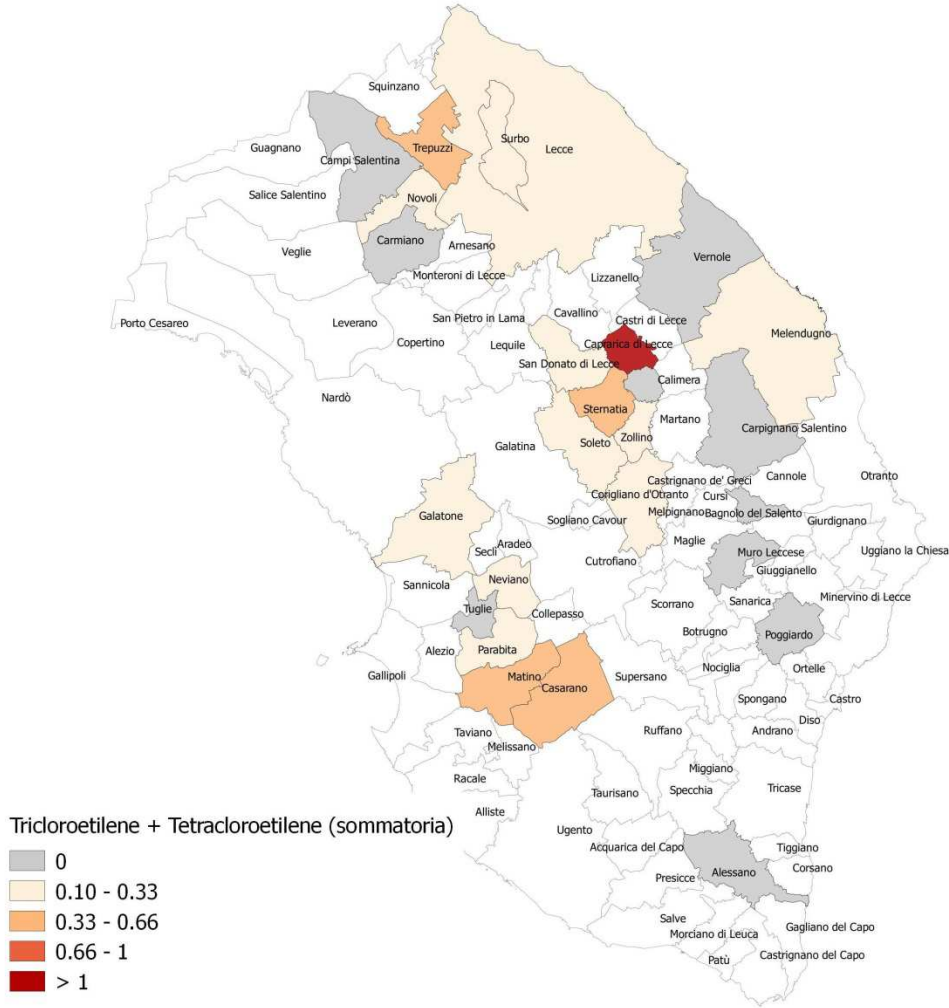 Squinzano
Surbo
Lecce
Trepuzzi
Guagnano
Campi Salentina
Salice Salentino
Novoli
Carmiano
Arnesano
Veglie
Vernole
Monteroni di Lecce
Lizzanello
Porto Cesareo
Leverano
San Pietro in Lama
Cavallino
Castri di Lecce
Melendugno
Copertino
Lequile
Caprarica di Lecce
San Donato di Lecce
Calimera
Nardò
Sternatia
Martano
Carpignano Salentino
Galatina
Soleto
Zollino
Castrignano de' Greci
Cannole
Otranto
Corigliano d'Otranto
Cursi
Melpignano
Bagnolo del Salento
Galatone
Sogliano Cavour
Giurdignano
Aradeo
Maglie
Secli
Cutrofiano
Muro Leccese
Uggiano la Chiesa
Giuggianello
Sannicola
Neviano
Tuglie
Collepasso
Scorrano
Sanarica
Minervino di Lecce
Botrugno
Poggiardo
Alezio
Parabita
Gallipoli
Matino
Casarano
Supersano
Nociglia
Ortelle
Spongano
Castro
Diso
Taviano
Ruffano
Andrano
Melissano
Miggiano
Racale
Taurisano
Specchia
Tricase
Alliste
Ugento
Acquarica del Capo
Tiggiano
Alessano
Corsano
Presicce
Salve
Gagliano del Capo
Morciano di Leuca
Patù
Castrignano del Capo
Tricloroetilene + Tetracloroetilene (sommatoria)
0
0.10 - 0.33
0.33 - 0.66
0.66 - 1
> 1